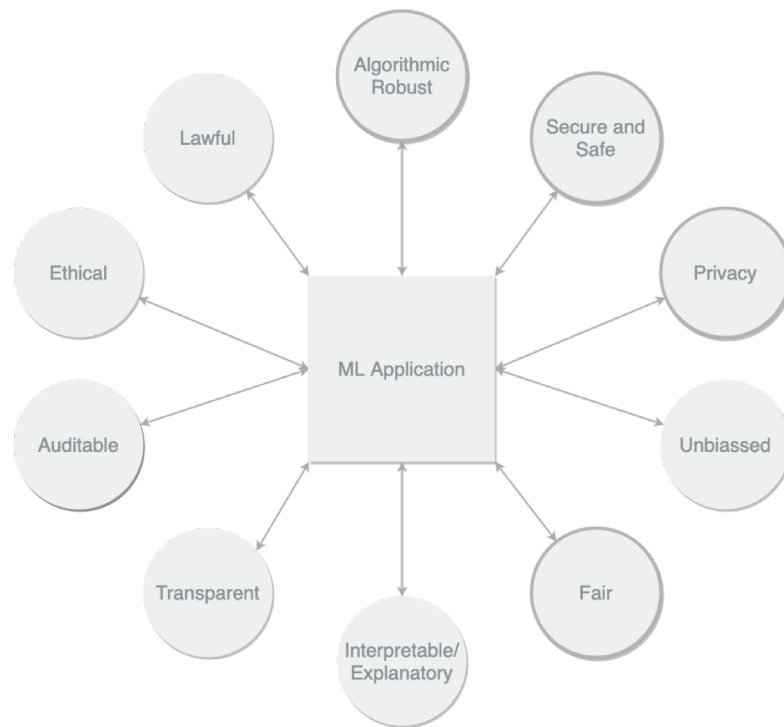 Algorithmic
Robust
Lawful
Secure and
Safe
Ethical
Privacy
ML Application
Auditable
Unbiassed
Transparent
Fair
Interpretable/
Explanatory